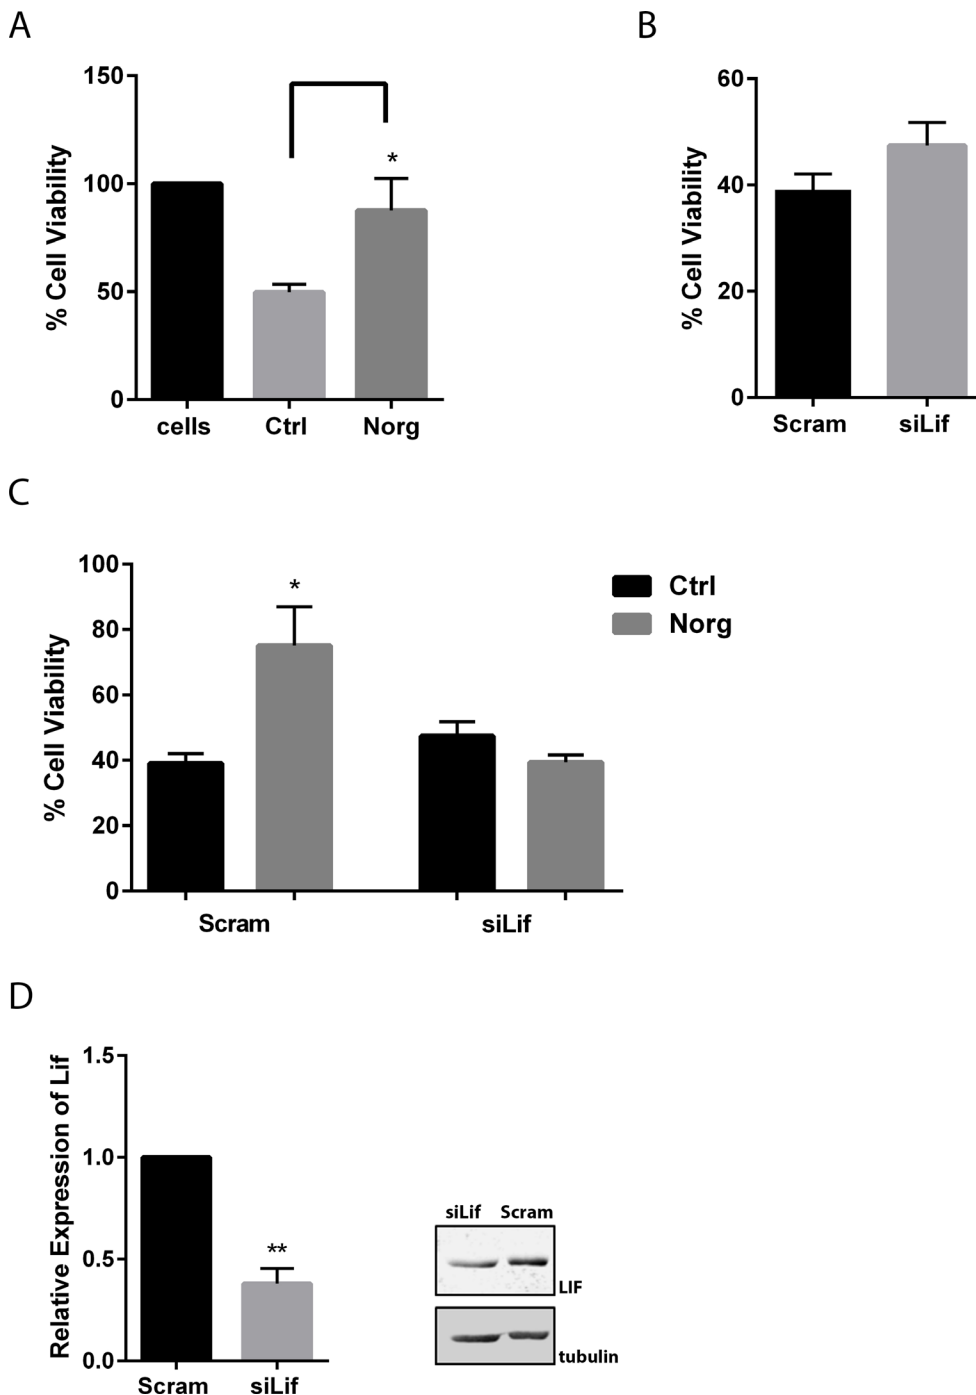 A
% Cell Viability
150
100
50
0
*
cells Ctrl Norg
B
% Cell Viability
60
40
20
0
Scram siLif
C
% Cell Viability
100
80
60
40
20
0
*
Scram siLif
Ctrl
Norg
D
Relative Expression of Lif
1.5
1.0
0.5
0.0
**
Scram siLif
siLif Scram
LIF
tubulin